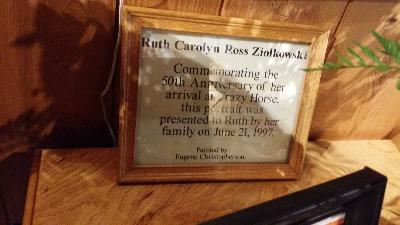 Ruth Carolyn Ross Ziolkowski
Commemorating the
50th Anniversary of her
arrival at Crazy Horse,
this portrait was
presented to Ruth by her
family on June 21, 1997.
Painted by
Eugene Christopherson